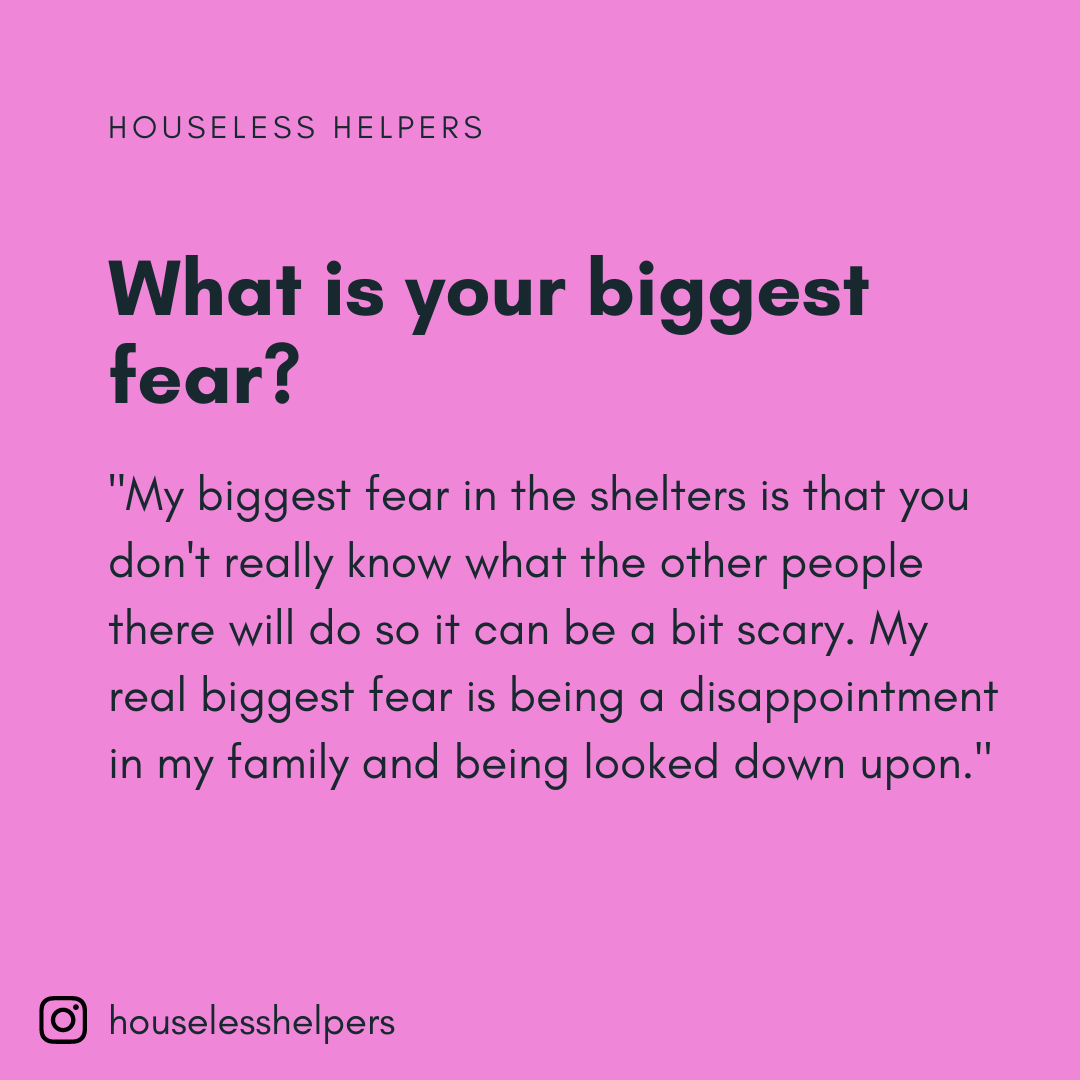 HOUSELESS HELPERS
What is your biggest
fear?
"My biggest fear in the shelters is that you
don't really know what the other people
there will do so it can be a bit scary. My
real biggest fear is being a disappointment
in my family and being looked down upon."
houselesshelpers